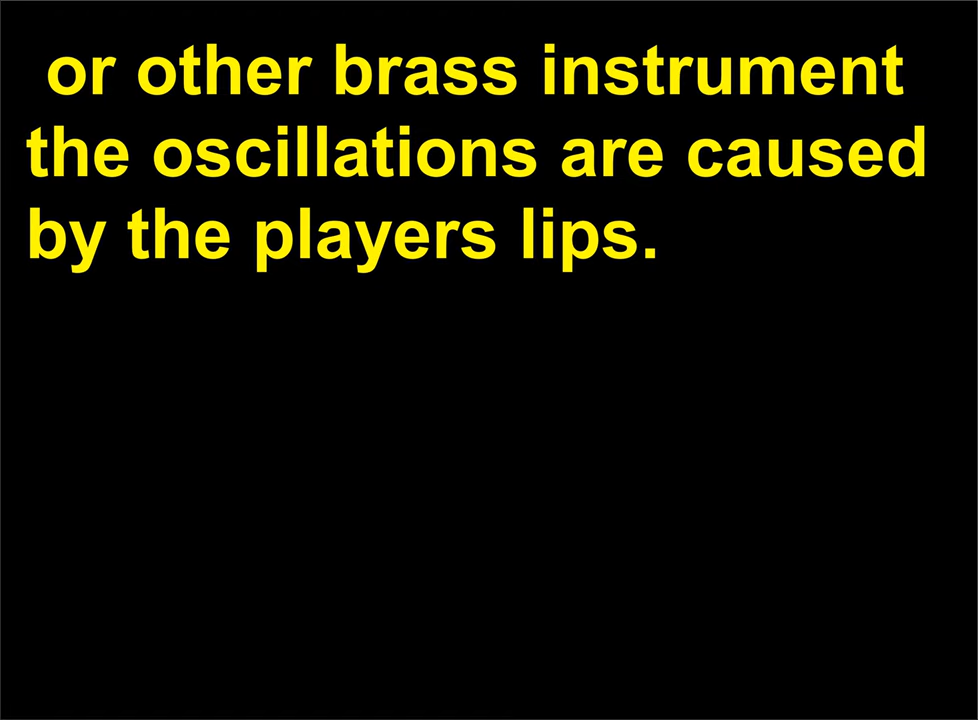 or other brass instrument
the oscillations are caused
by the players lips.